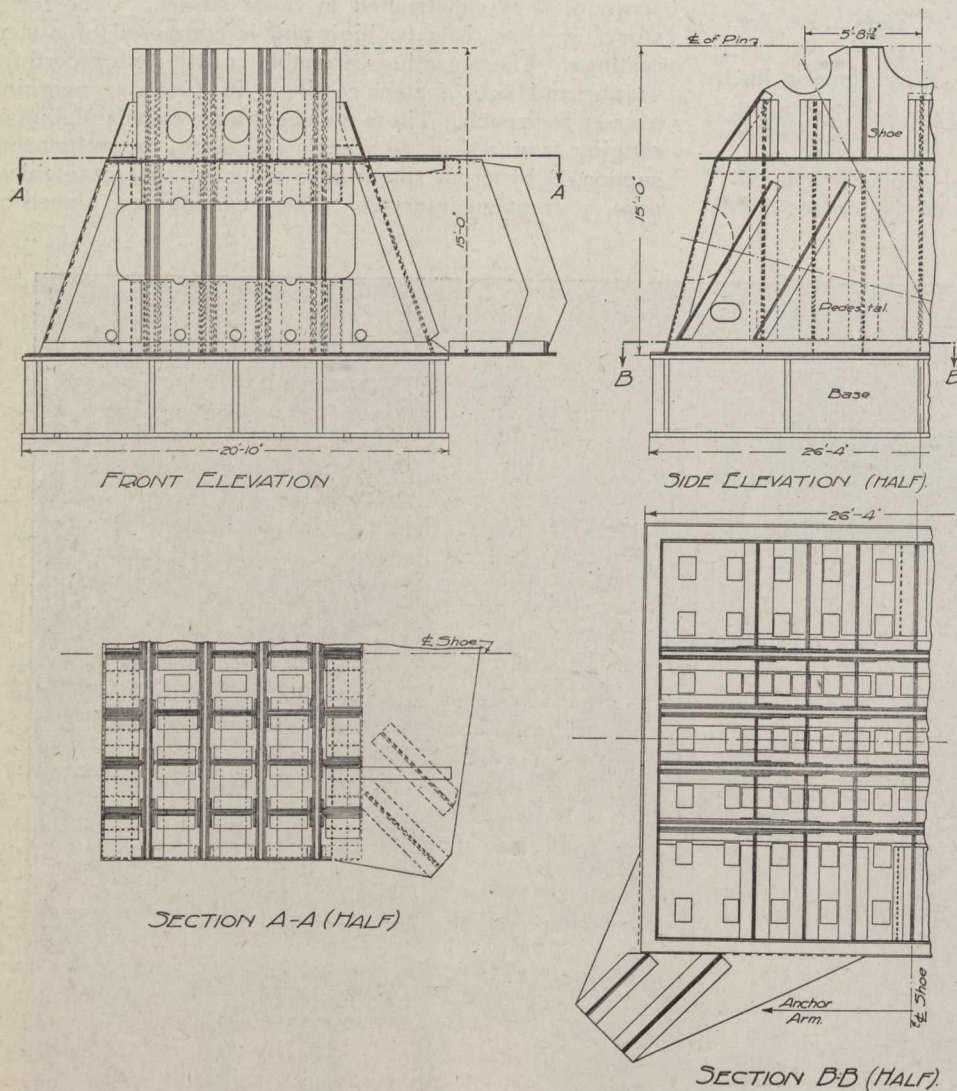 ℄ of Pins
5'-8½"
Shoe
A
A
15'-0"
15'-0"
Pedestal.
B
B
Base
20'-10"
26'-4"
FRONT ELEVATION
SIDE ELEVATION (HALF).
26'-4"
℄ Shoe
SECTION A-A (HALF)
Anchor
Arm.
℄ Shoe
SECTION B-B (HALF).